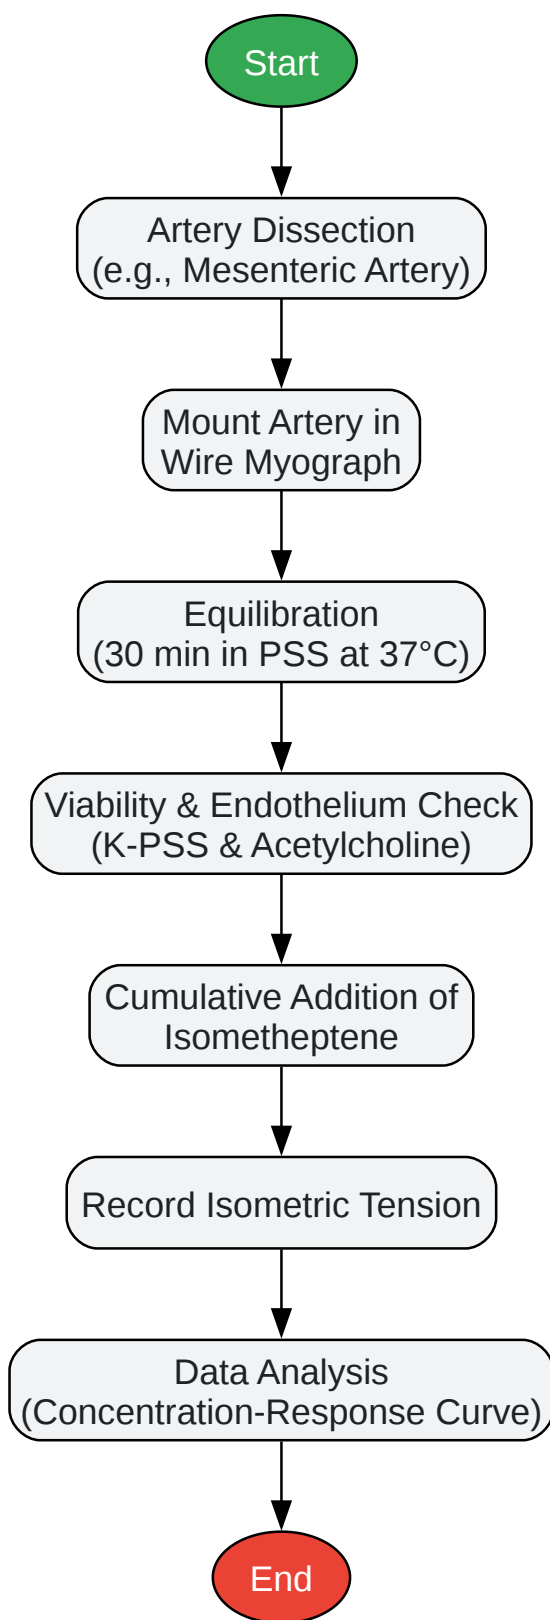 Start
Artery Dissection
(e.g., Mesenteric Artery)
Mount Artery in
Wire Myograph
Equilibration
(30 min in PSS at 37°C)
Viability & Endothelium Check
(K-PSS & Acetylcholine)
Cumulative Addition of
Isometheptene
Record Isometric Tension
Data Analysis
(Concentration-Response Curve)
End